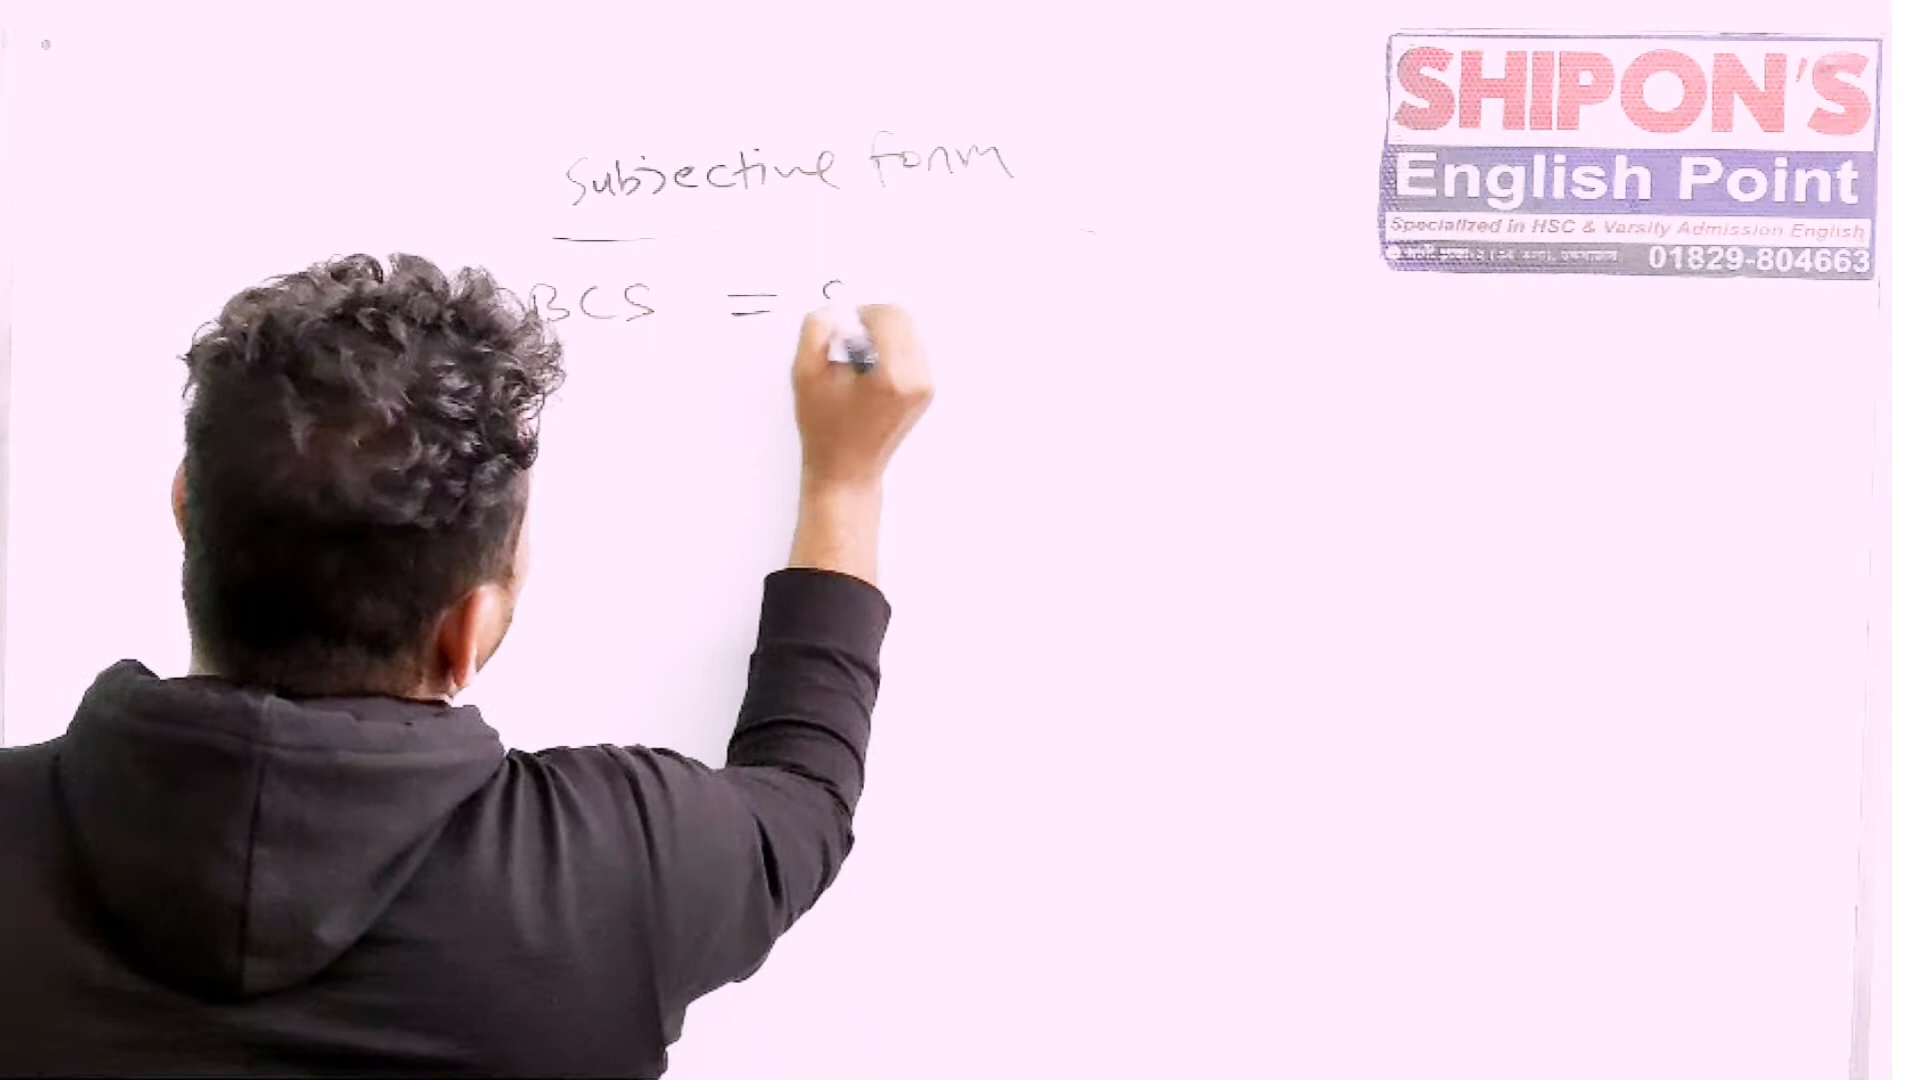 Subjective form
BCS =
SHIPON'S
English Point
Specialized in HSC & Varsity Admission English
01829-804663